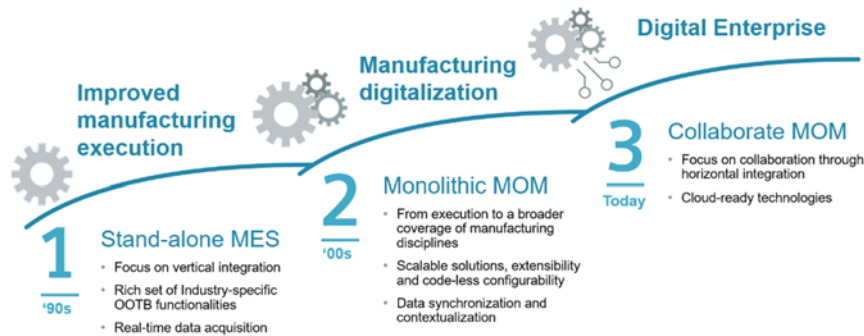 Improved
manufacturing
execution
1
'90s
Stand-alone MES
• Focus on vertical integration
• Rich set of Industry-specific
OOTB functionalities
• Real-time data acquisition
Manufacturing
digitalization
2
'00s
Monolithic MOM
• From execution to a broader
coverage of manufacturing
disciplines
• Scalable solutions, extensibility
and code-less configurability
• Data synchronization and
contextualization
Digital Enterprise
3
Today
Collaborate MOM
• Focus on collaboration through
horizontal integration
• Cloud-ready technologies